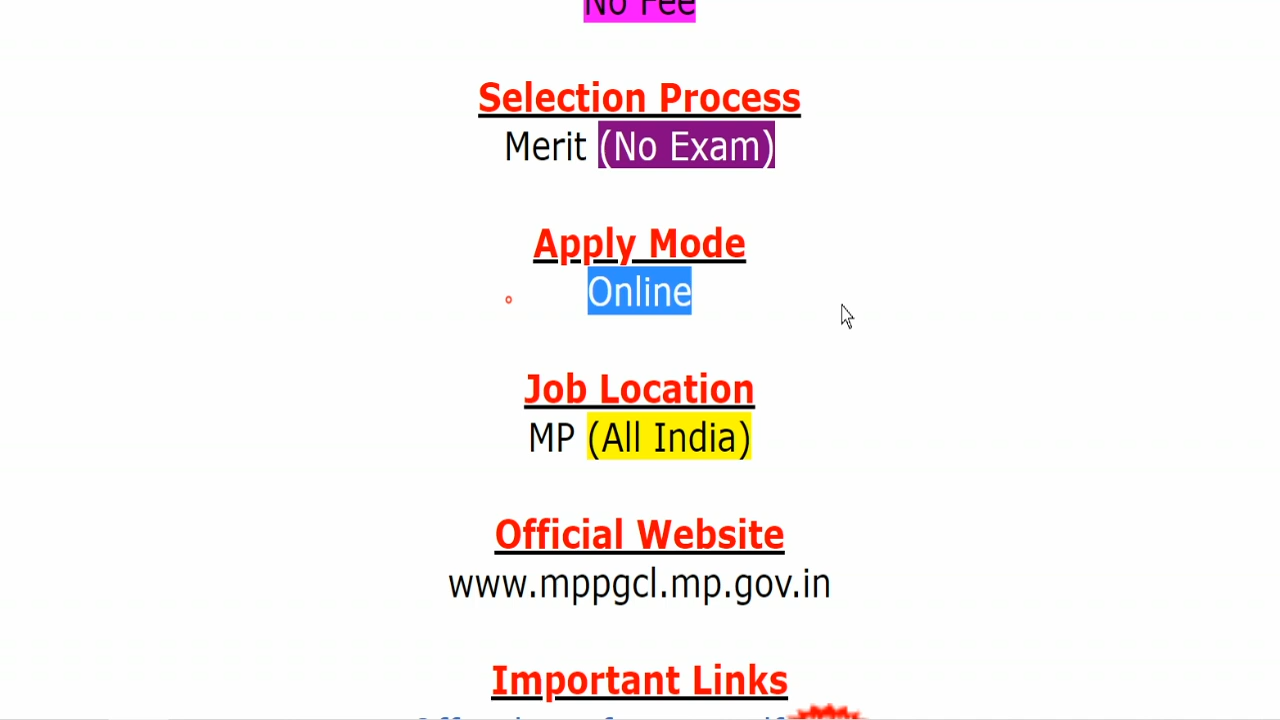 No Fee
Selection Process
Merit (No Exam)
Apply Mode
Online
Job Location
MP (All India)
Official Website
www.mppgcl.mp.gov.in
Important Links